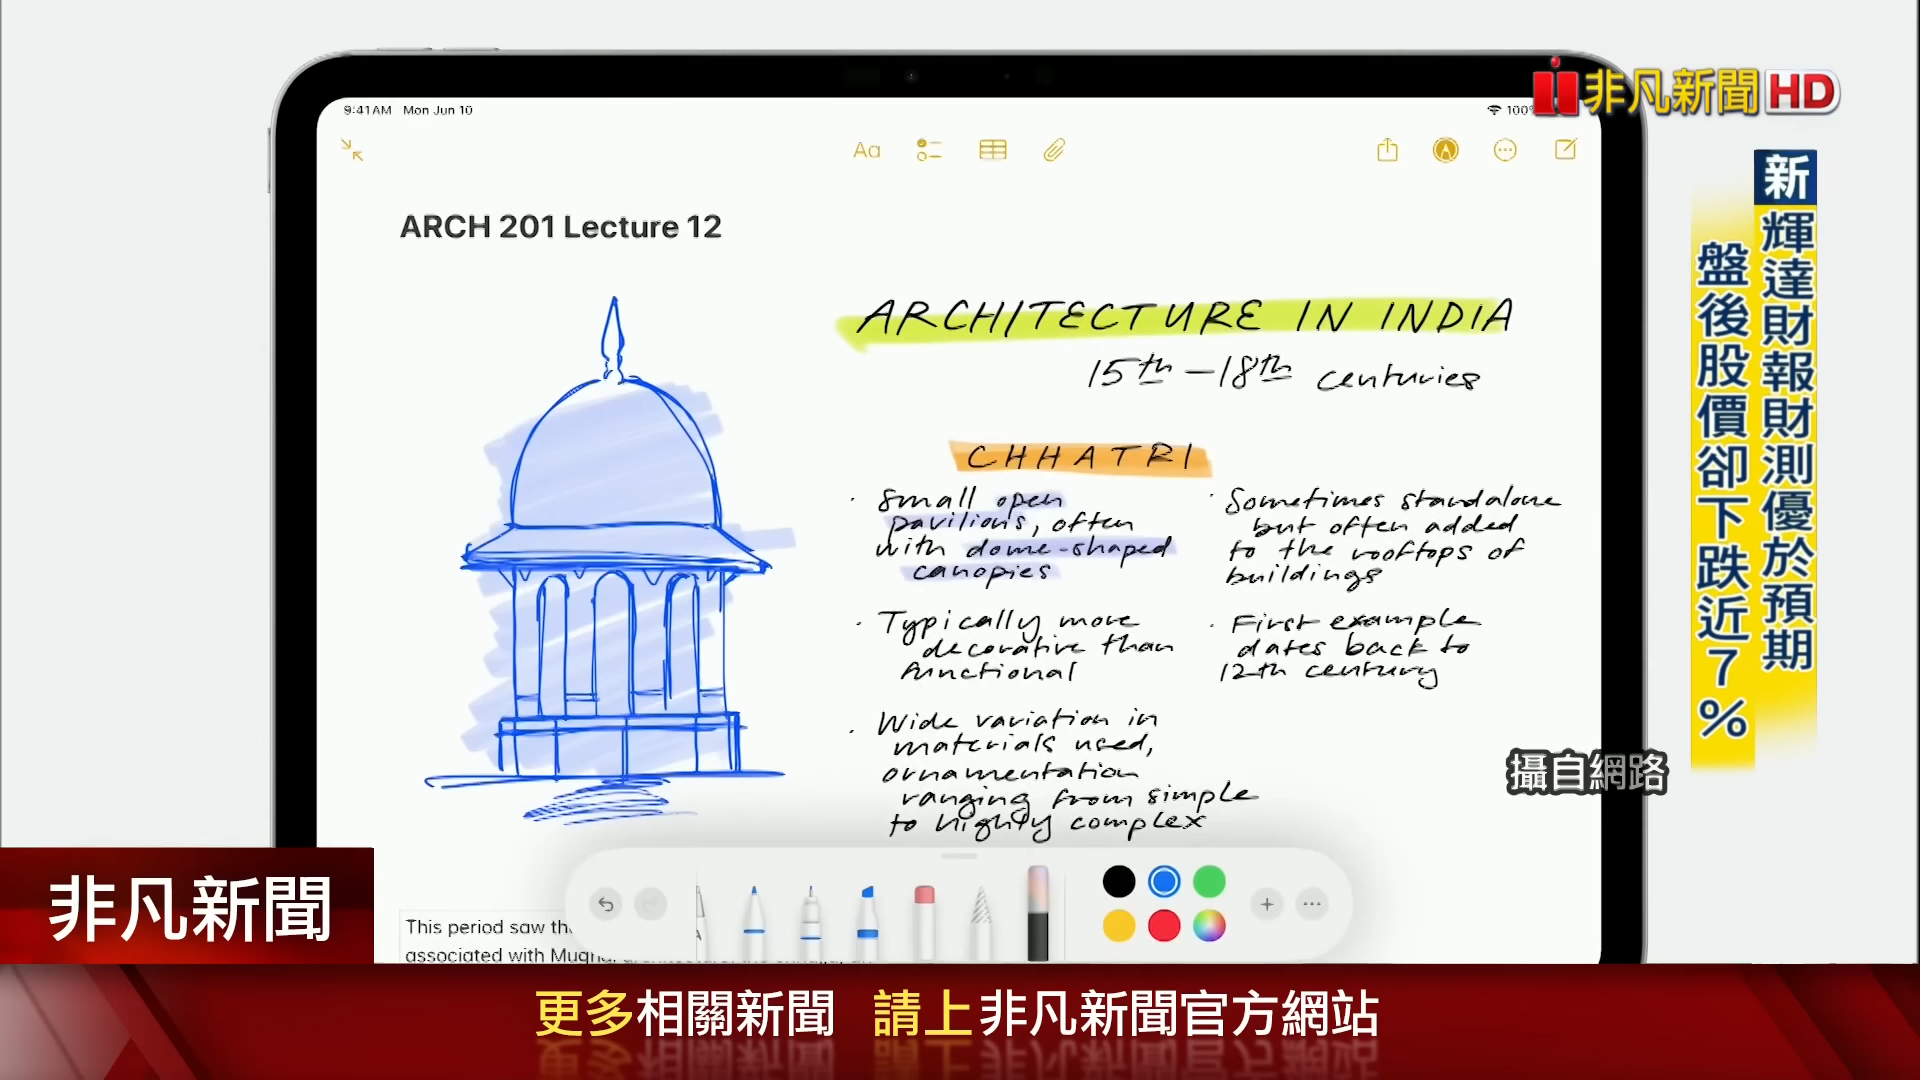 9:41AM Mon Jun 10
100%
非凡新聞HD
Aa
ARCH 201 Lecture 12
ARCHITECTURE IN INDIA
15th – 18th centuries
CHHATRI
· Small open
pavilions, often
with dome-shaped
canopies
· Typically more
decorative than
functional
· Wide variation in
materials used,
ornamentation
ranging from simple
to highly complex
· Sometimes standalone
but often added
to the rooftops of
buildings
· First example
dates back to
12th century
This period saw
associated with
新輝達財報財測優於預期
盤後股價卻下跌近7%
攝自網路
非凡新聞
更多相關新聞 請上非凡新聞官方網站